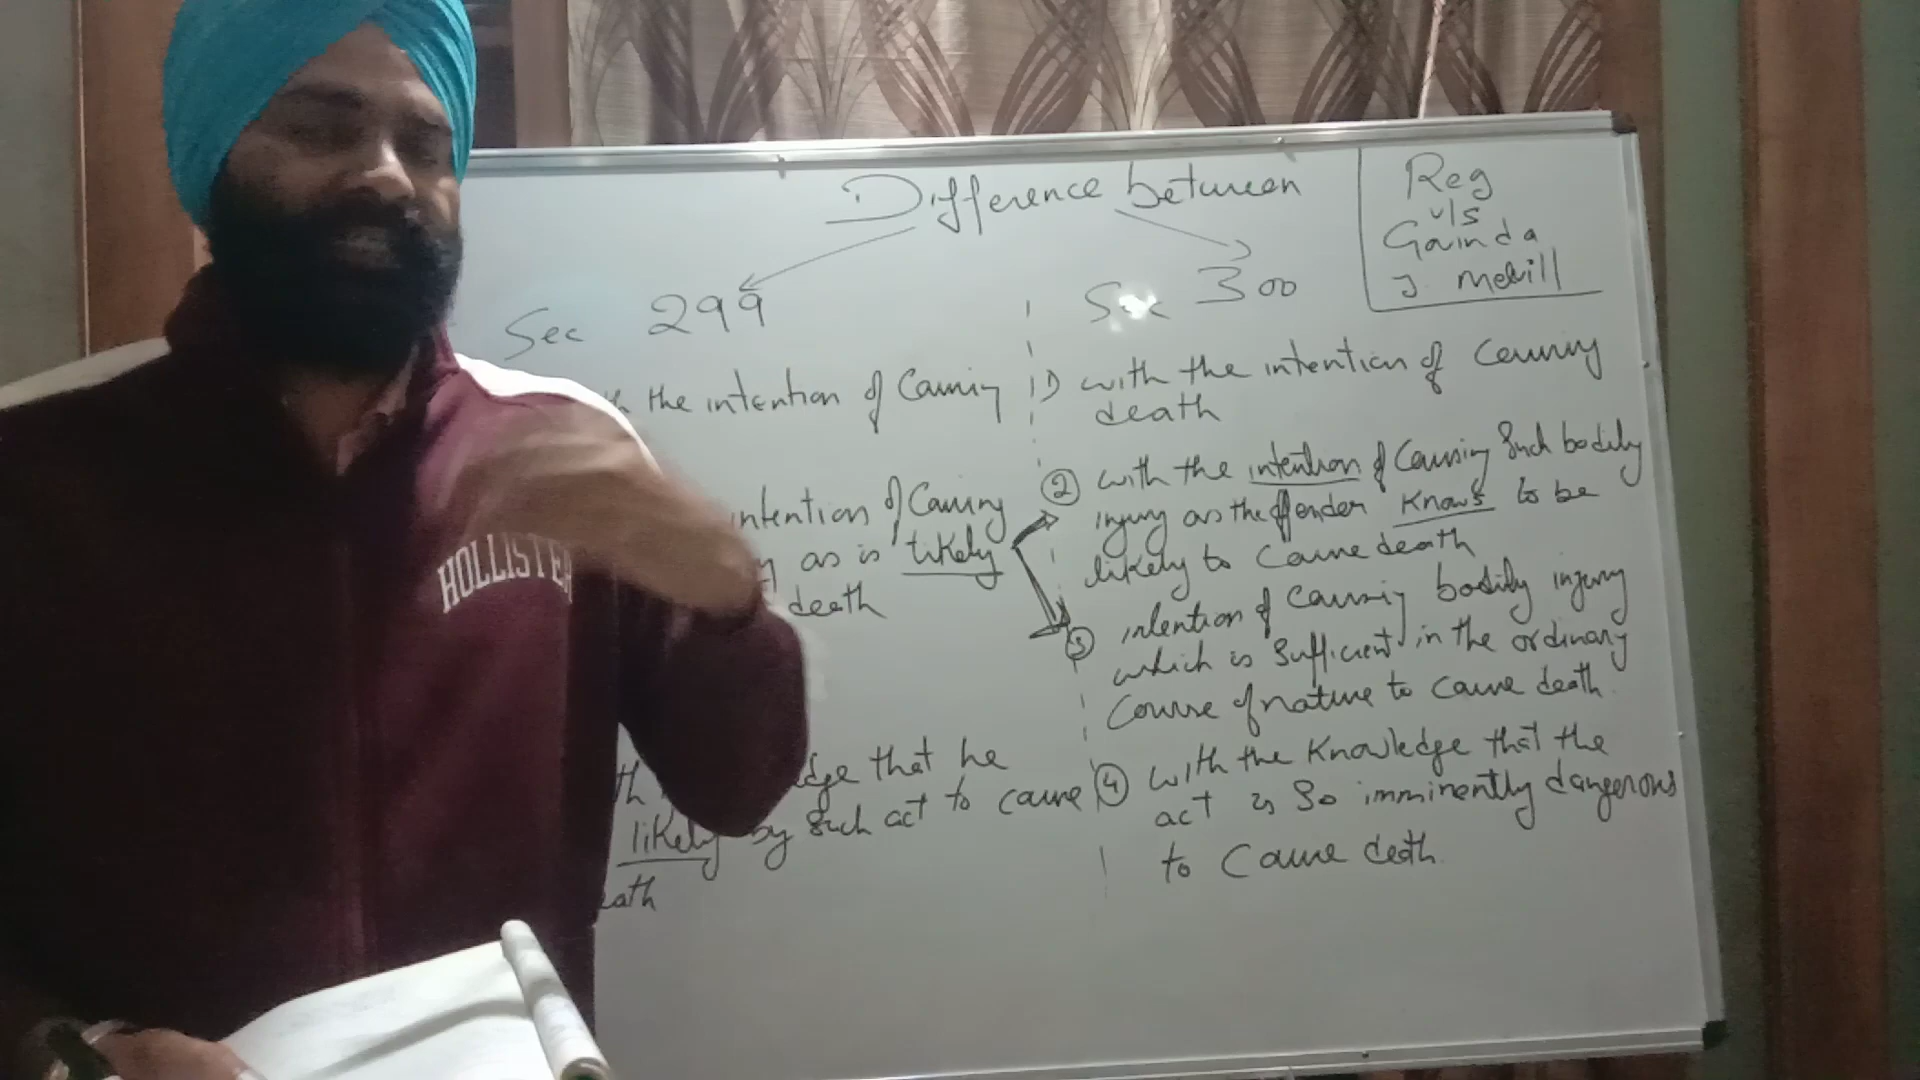 Difference between
Reg
v/s
Govinda
J. Melvill
Sec 299
Sec 300
the intention of Causing
1) with the intention of Causing
death
intention of Causing
as is likely
death
② with the intention of Causing Such bodily
injury as the offender Knows to be
likely to Cause death
③ intention of Causing bodily injury
which is Sufficient in the ordinary
Course of nature to Cause death.
that he
likely by Such act to cause
④ with the Knowledge that the
act is So imminently dangerous
to Cause death.
HOLLISTER